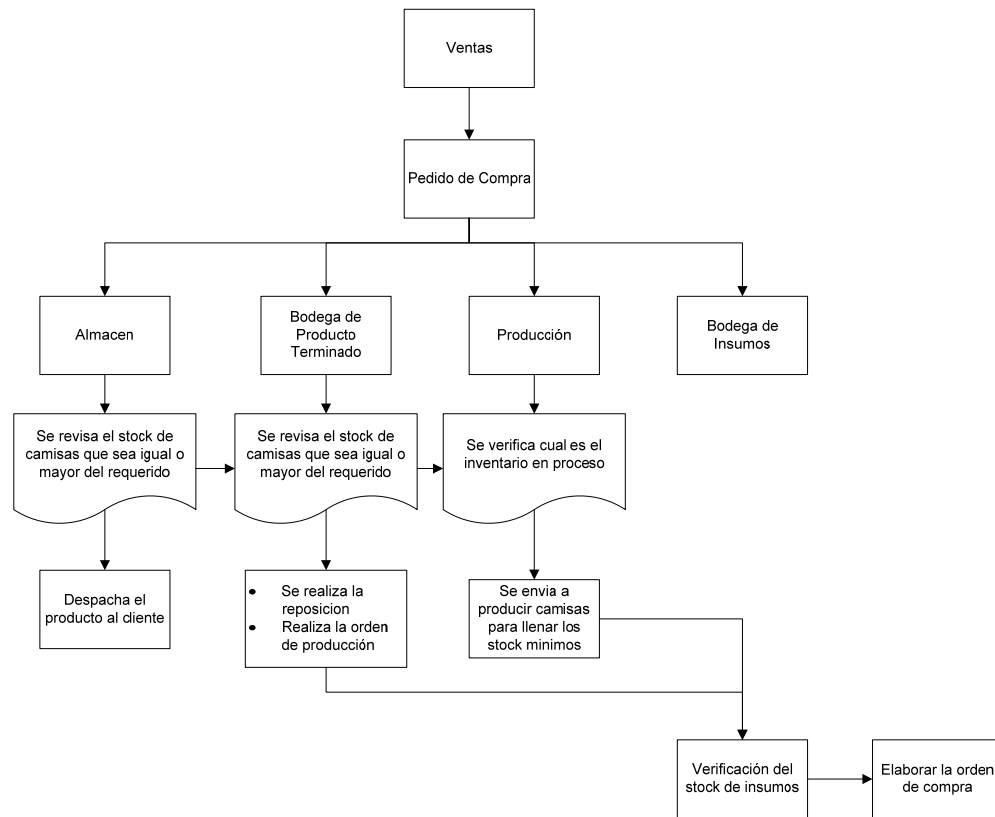 Ventas
Pedido de Compra
Almacen
Bodega de
Producto
Terminado
Producción
Bodega de
Insumos
Se revisa el stock de
camisas que sea igual o
mayor del requerido
Se revisa el stock de
camisas que sea igual o
mayor del requerido
Se verifica cual es el
inventario en proceso
Despacha el
producto al cliente
• Se realiza la
reposicion
• Realiza la orden
de producción
Se envia a
producir camisas
para llenar los
stock minimos
Verificación del
stock de insumos
Elaborar la orden
de compra